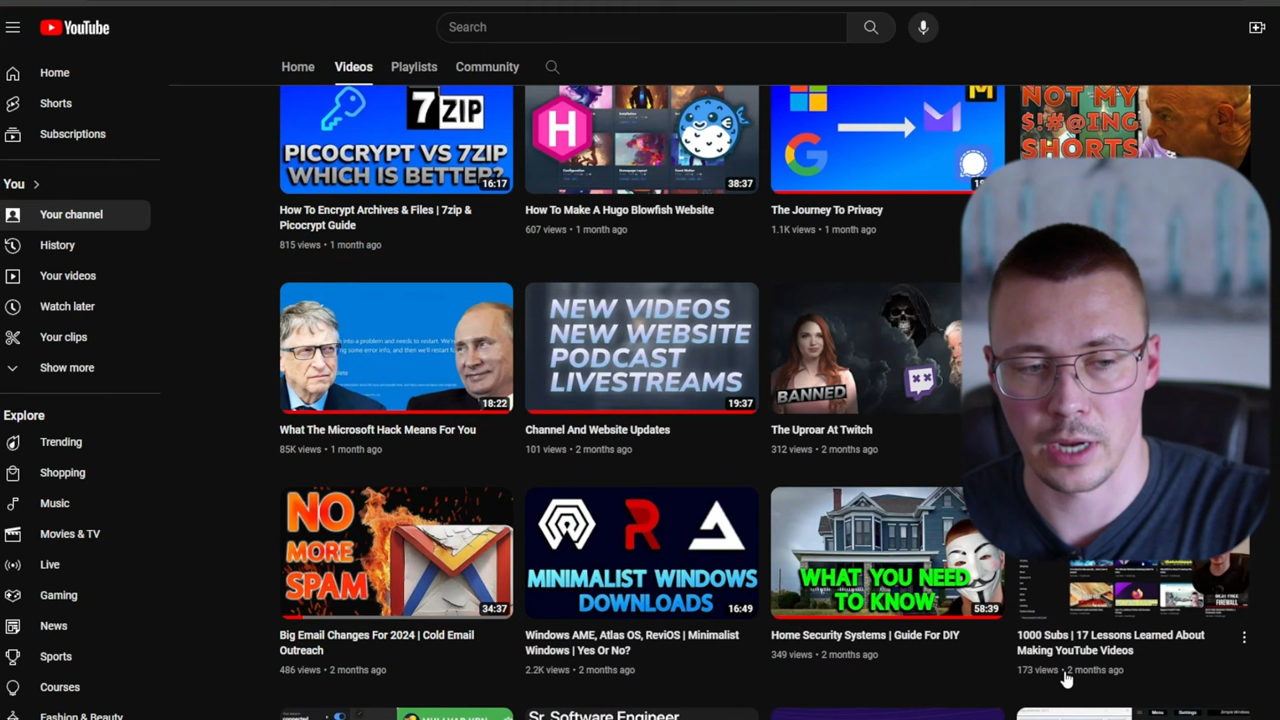 YouTube
Search
Home
Videos
Playlists
Community
Home
Shorts
Subscriptions
You
Your channel
History
Your videos
Watch later
Your clips
Show more
Explore
Trending
Shopping
Music
Movies & TV
Live
Gaming
News
Sports
Courses
Fashion & Beauty
7ZIP
PICOCRYPT VS 7ZIP
WHICH IS BETTER?
16:17
How To Encrypt Archives & Files | 7zip &
Picocrypt Guide
815 views • 1 month ago
H
38:37
How To Make A Hugo Blowfish Website
607 views • 1 month ago
M
G
The Journey To Privacy
1.1K views • 1 month ago
NOT MY
$!#@ING
SHORTS
18:22
What The Microsoft Hack Means For You
85K views • 1 month ago
NEW VIDEOS
NEW WEBSITE
PODCAST
LIVESTREAMS
19:37
Channel And Website Updates
101 views • 2 months ago
BANNED
The Uproar At Twitch
312 views • 2 months ago
NO
MORE
SPAM
34:37
Big Email Changes For 2024 | Cold Email
Outreach
486 views • 2 months ago
R
MINIMALIST WINDOWS
DOWNLOADS
16:49
Windows AME, Atlas OS, ReviOS | Minimalist
Windows | Yes Or No?
2.2K views • 2 months ago
WHAT YOU NEED
TO KNOW
58:39
Home Security Systems | Guide For DIY
349 views • 2 months ago
1000 Subs | 17 Lessons Learned About
Making YouTube Videos
173 views • 2 months ago
Sr. Software Engineer